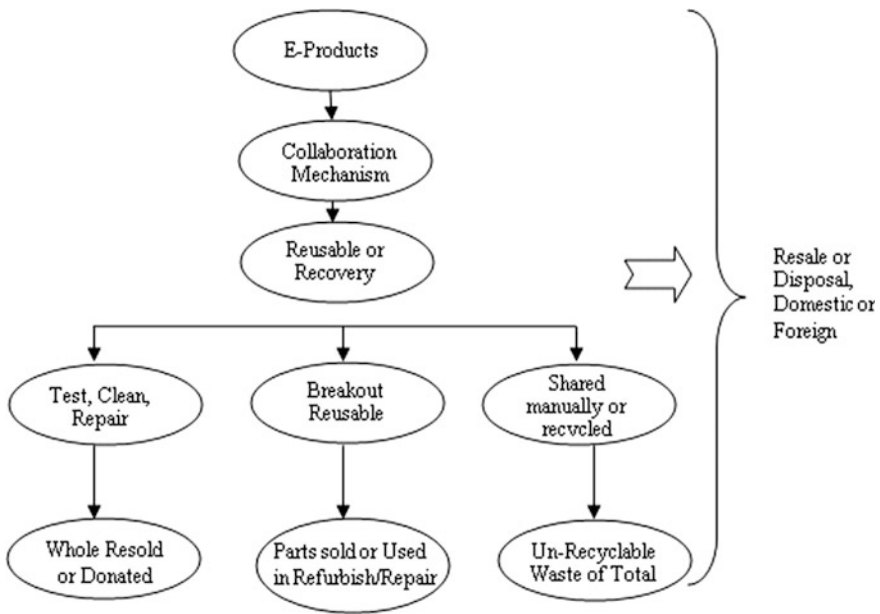 E-Products
Collaboration
Mechanism
Reusable or
Recovery
Resale or
Disposal,
Domestic or
Foreign
Test, Clean,
Repair
Breakout
Reusable
Shared
manually or
recycled
Whole Resold
or Donated
Parts sold or Used
in Refurbish/Repair
Un-Recyclable
Waste of Total